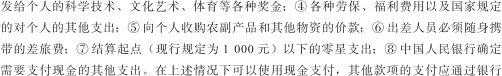 发给个人的科学技术、文化艺术、体育等各种奖金；④各种劳保、福利费用以及国家规定
的对个人的其他支出；⑤向个人收购农副产品和其他物资的价款；⑥出差人员必须随身携
带的差旅费；⑦结算起点（现行规定为 1 000 元）以下的零星支出；⑧中国人民银行确定
需要支付现金的其他支出。在上述情况下可以使用现金支付，其他款项的支付应通过银行